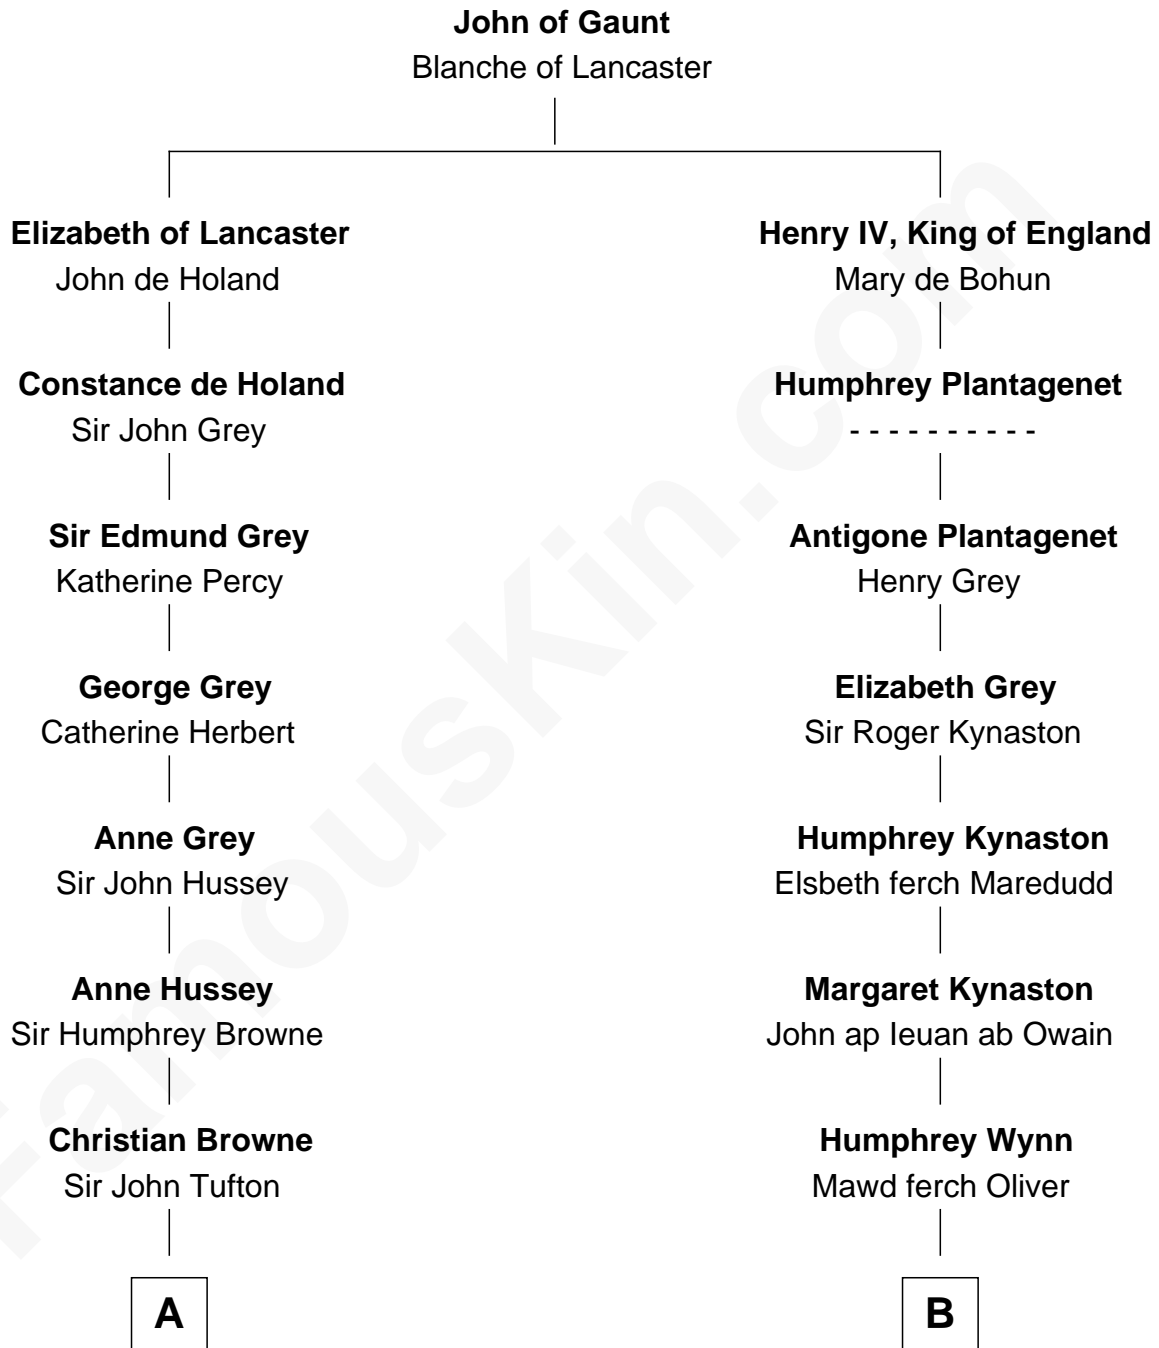 John of Gaunt
Blanche of Lancaster
Elizabeth of Lancaster
John de Holand
Henry IV, King of England
Mary de Bohun
Constance de Holand
Sir John Grey
Humphrey Plantagenet
- - - - - - - - - -
Sir Edmund Grey
Katherine Percy
Antigone Plantagenet
Henry Grey
George Grey
Catherine Herbert
Elizabeth Grey
Sir Roger Kynaston
Anne Grey
Sir John Hussey
Humphrey Kynaston
Elsbeth ferch Maredudd
Anne Hussey
Sir Humphrey Browne
Margaret Kynaston
John ap Ieuan ab Owain
Christian Browne
Sir John Tufton
Humphrey Wynn
Mawd ferch Oliver
A
B
FamousKin.com